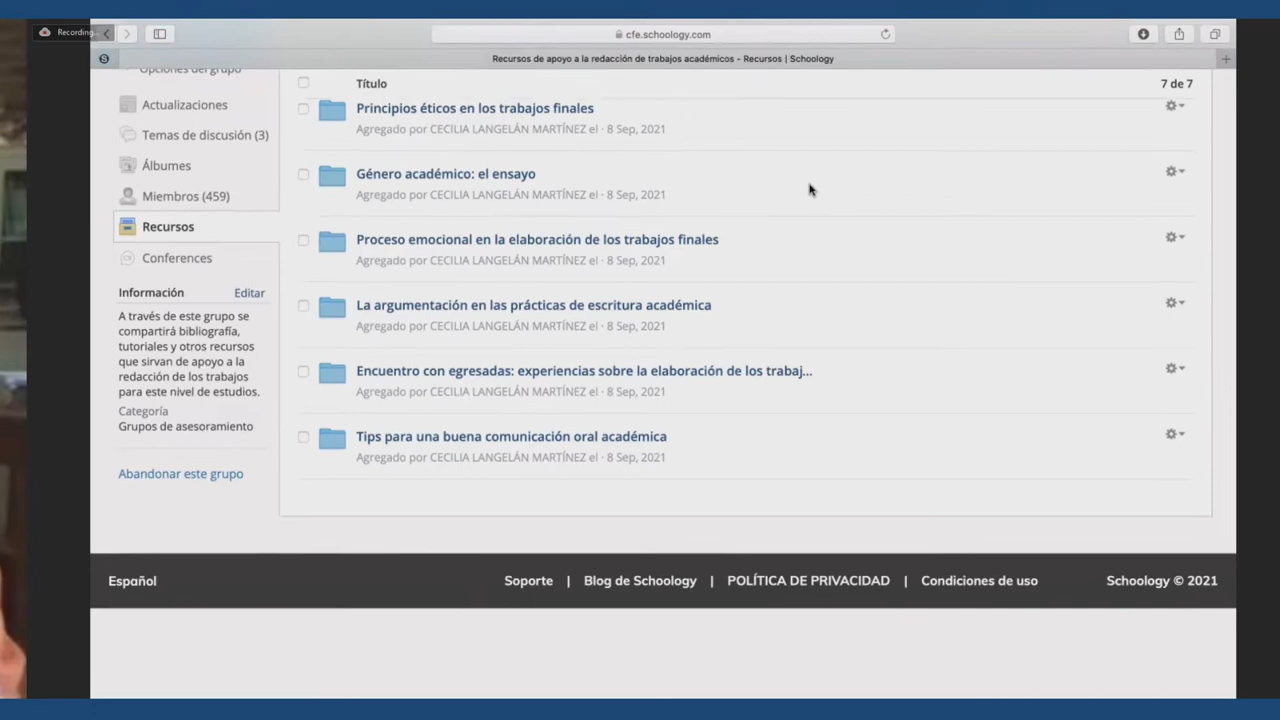 Recording...
cfe.schoology.com
Recursos de apoyo a la redacción de trabajos académicos - Recursos | Schoology
Opciones del grupo
Actualizaciones
Temas de discusión (3)
Álbumes
Miembros (459)
Recursos
Conferences
Información Editar
A través de este grupo se
compartirá bibliografía,
tutoriales y otros recursos
que sirvan de apoyo a la
redacción de los trabajos
para este nivel de estudios.
Categoría
Grupos de asesoramiento
Abandonar este grupo
Título 7 de 7
Principios éticos en los trabajos finales
Agregado por CECILIA LANGELÁN MARTÍNEZ el · 8 Sep, 2021
Género académico: el ensayo
Agregado por CECILIA LANGELÁN MARTÍNEZ el · 8 Sep, 2021
Proceso emocional en la elaboración de los trabajos finales
Agregado por CECILIA LANGELÁN MARTÍNEZ el · 8 Sep, 2021
La argumentación en las prácticas de escritura académica
Agregado por CECILIA LANGELÁN MARTÍNEZ el · 8 Sep, 2021
Encuentro con egresadas: experiencias sobre la elaboración de los trabaj...
Agregado por CECILIA LANGELÁN MARTÍNEZ el · 8 Sep, 2021
Tips para una buena comunicación oral académica
Agregado por CECILIA LANGELÁN MARTÍNEZ el · 8 Sep, 2021
Español Soporte | Blog de Schoology | POLÍTICA DE PRIVACIDAD | Condiciones de uso Schoology © 2021